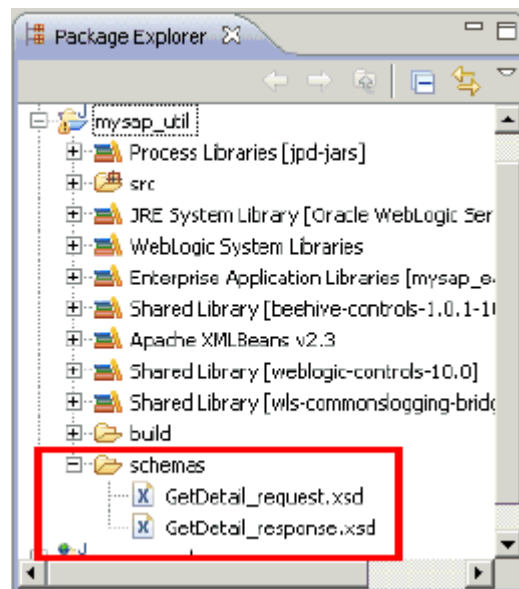 Package Explorer
mysap_util
Process Libraries [jpd-jars]
src
JRE System Library [Oracle WebLogic Ser
WebLogic System Libraries
Enterprise Application Libraries [mysap_e
Shared Library [beehive-controls-1.0.1-10
Apache XMLBeans v2.3
Shared Library [weblogic-controls-10.0]
Shared Library [wls-commonslogging-bridg
build
schemas
GetDetail_request.xsd
GetDetail_response.xsd